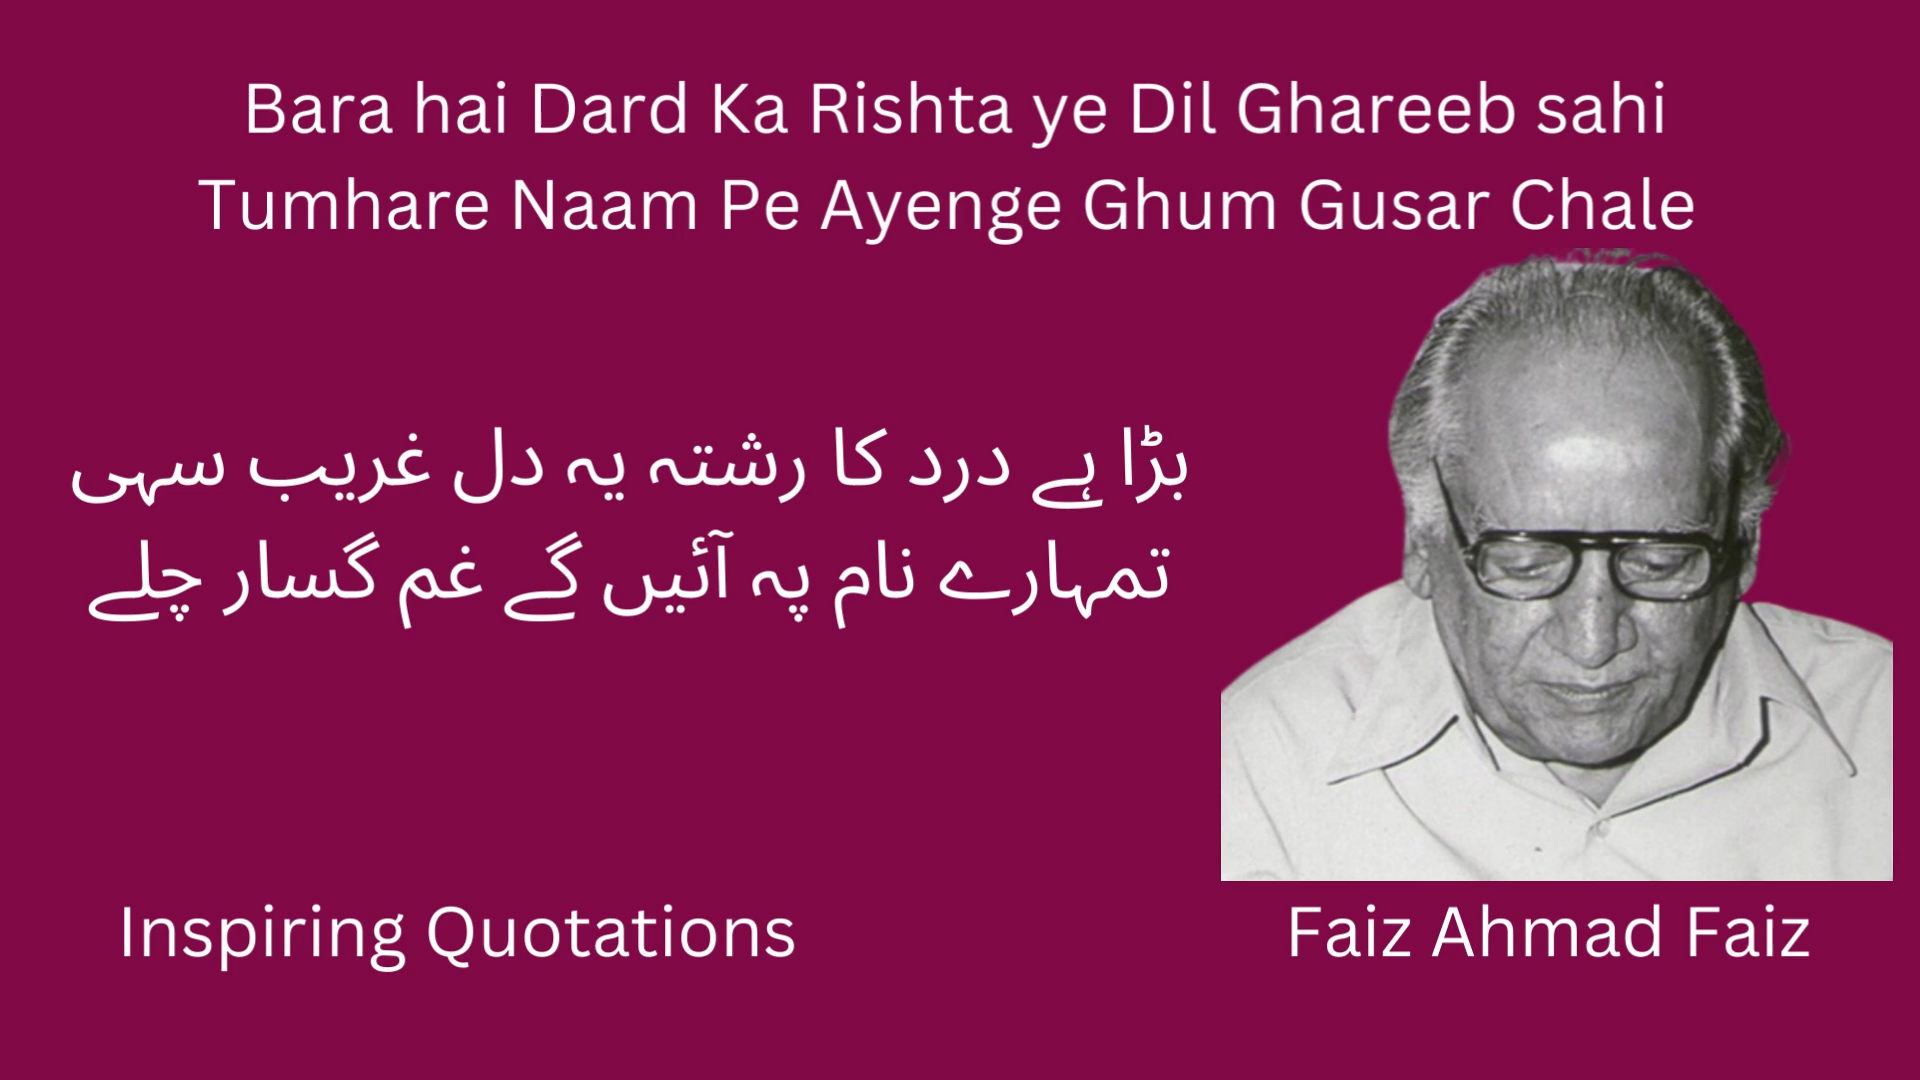 Bara hai Dard Ka Rishta ye Dil Ghareeb sahi
Tumhare Naam Pe Ayenge Ghum Gusar Chale
بڑا ہے درد کا رشتہ یہ دل غریب سہی
تمہارے نام پہ آئیں گے غم گسار چلے
Inspiring Quotations
Faiz Ahmad Faiz